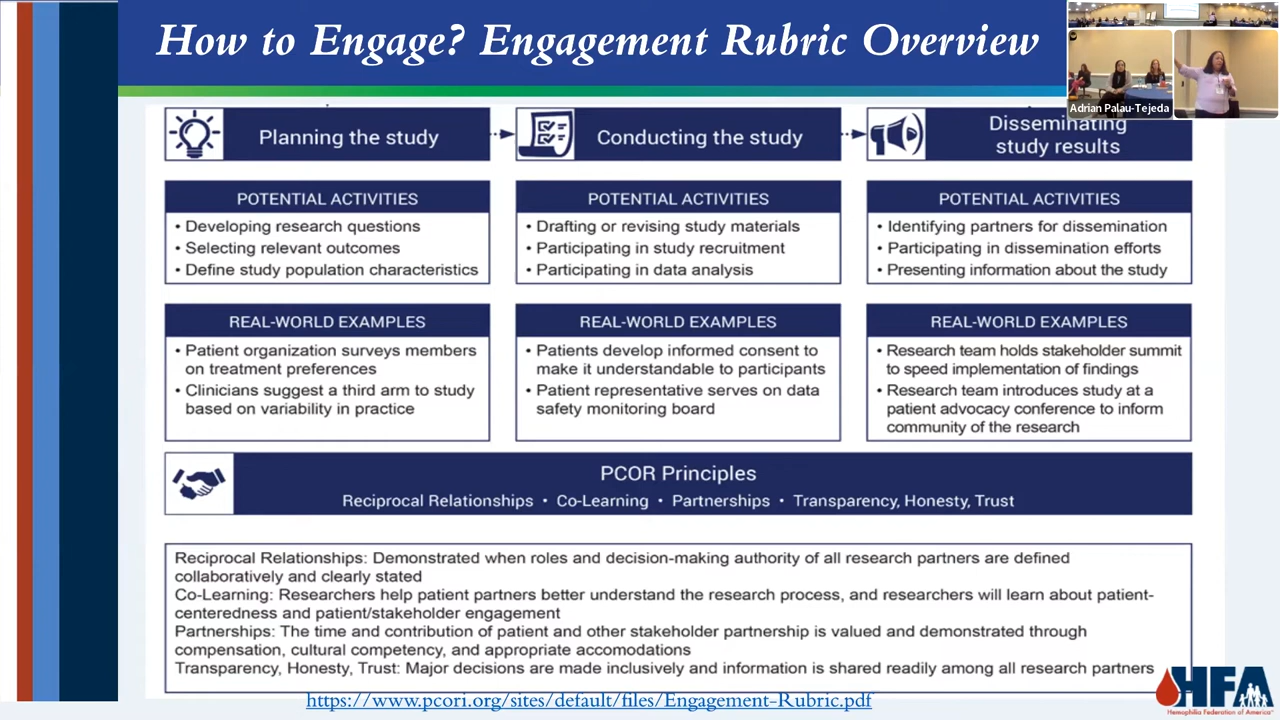 How to Engage? Engagement Rubric Overview
Adrian Palau-Tejeda
Planning the study
Conducting the study
Disseminating
study results
POTENTIAL ACTIVITIES
• Developing research questions
• Selecting relevant outcomes
• Define study population characteristics
POTENTIAL ACTIVITIES
• Drafting or revising study materials
• Participating in study recruitment
• Participating in data analysis
POTENTIAL ACTIVITIES
• Identifying partners for dissemination
• Participating in dissemination efforts
• Presenting information about the study
REAL-WORLD EXAMPLES
• Patient organization surveys members
on treatment preferences
• Clinicians suggest a third arm to study
based on variability in practice
REAL-WORLD EXAMPLES
• Patients develop informed consent to
make it understandable to participants
• Patient representative serves on data
safety monitoring board
REAL-WORLD EXAMPLES
• Research team holds stakeholder summit
to speed implementation of findings
• Research team introduces study at a
patient advocacy conference to inform
community of the research
PCOR Principles
Reciprocal Relationships • Co-Learning • Partnerships • Transparency, Honesty, Trust
Reciprocal Relationships: Demonstrated when roles and decision-making authority of all research partners are defined
collaboratively and clearly stated
Co-Learning: Researchers help patient partners better understand the research process, and researchers will learn about patient-
centeredness and patient/stakeholder engagement
Partnerships: The time and contribution of patient and other stakeholder partnership is valued and demonstrated through
compensation, cultural competency, and appropriate accomodations
Transparency, Honesty, Trust: Major decisions are made inclusively and information is shared readily among all research partners
https://www.pcori.org/sites/default/files/Engagement-Rubric.pdf
HFA
Hemophilia Federation of America